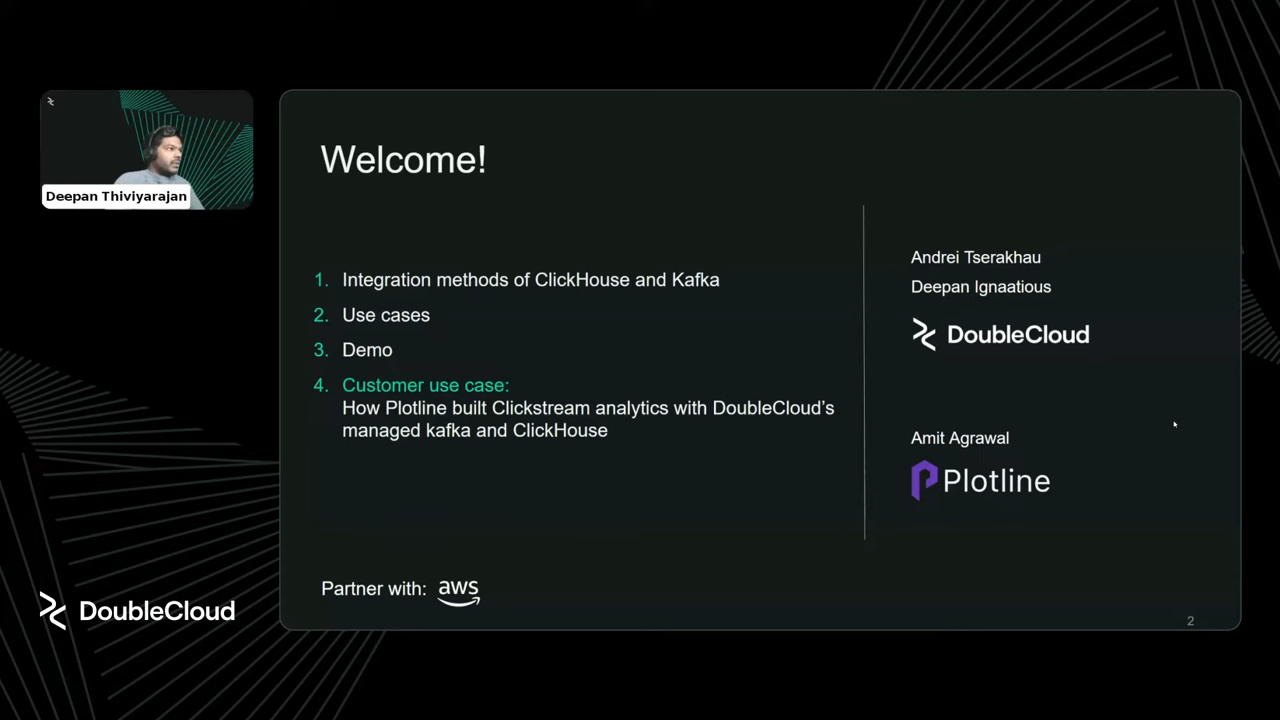 Deepan Thiviyarajan
DoubleCloud
Welcome!
1. Integration methods of ClickHouse and Kafka
2. Use cases
3. Demo
4. Customer use case:
How Plotline built Clickstream analytics with DoubleCloud’s
managed kafka and ClickHouse
Partner with: aws
Andrei Tserakhau
Deepan Ignaatious
DoubleCloud
Amit Agrawal
Plotline
2